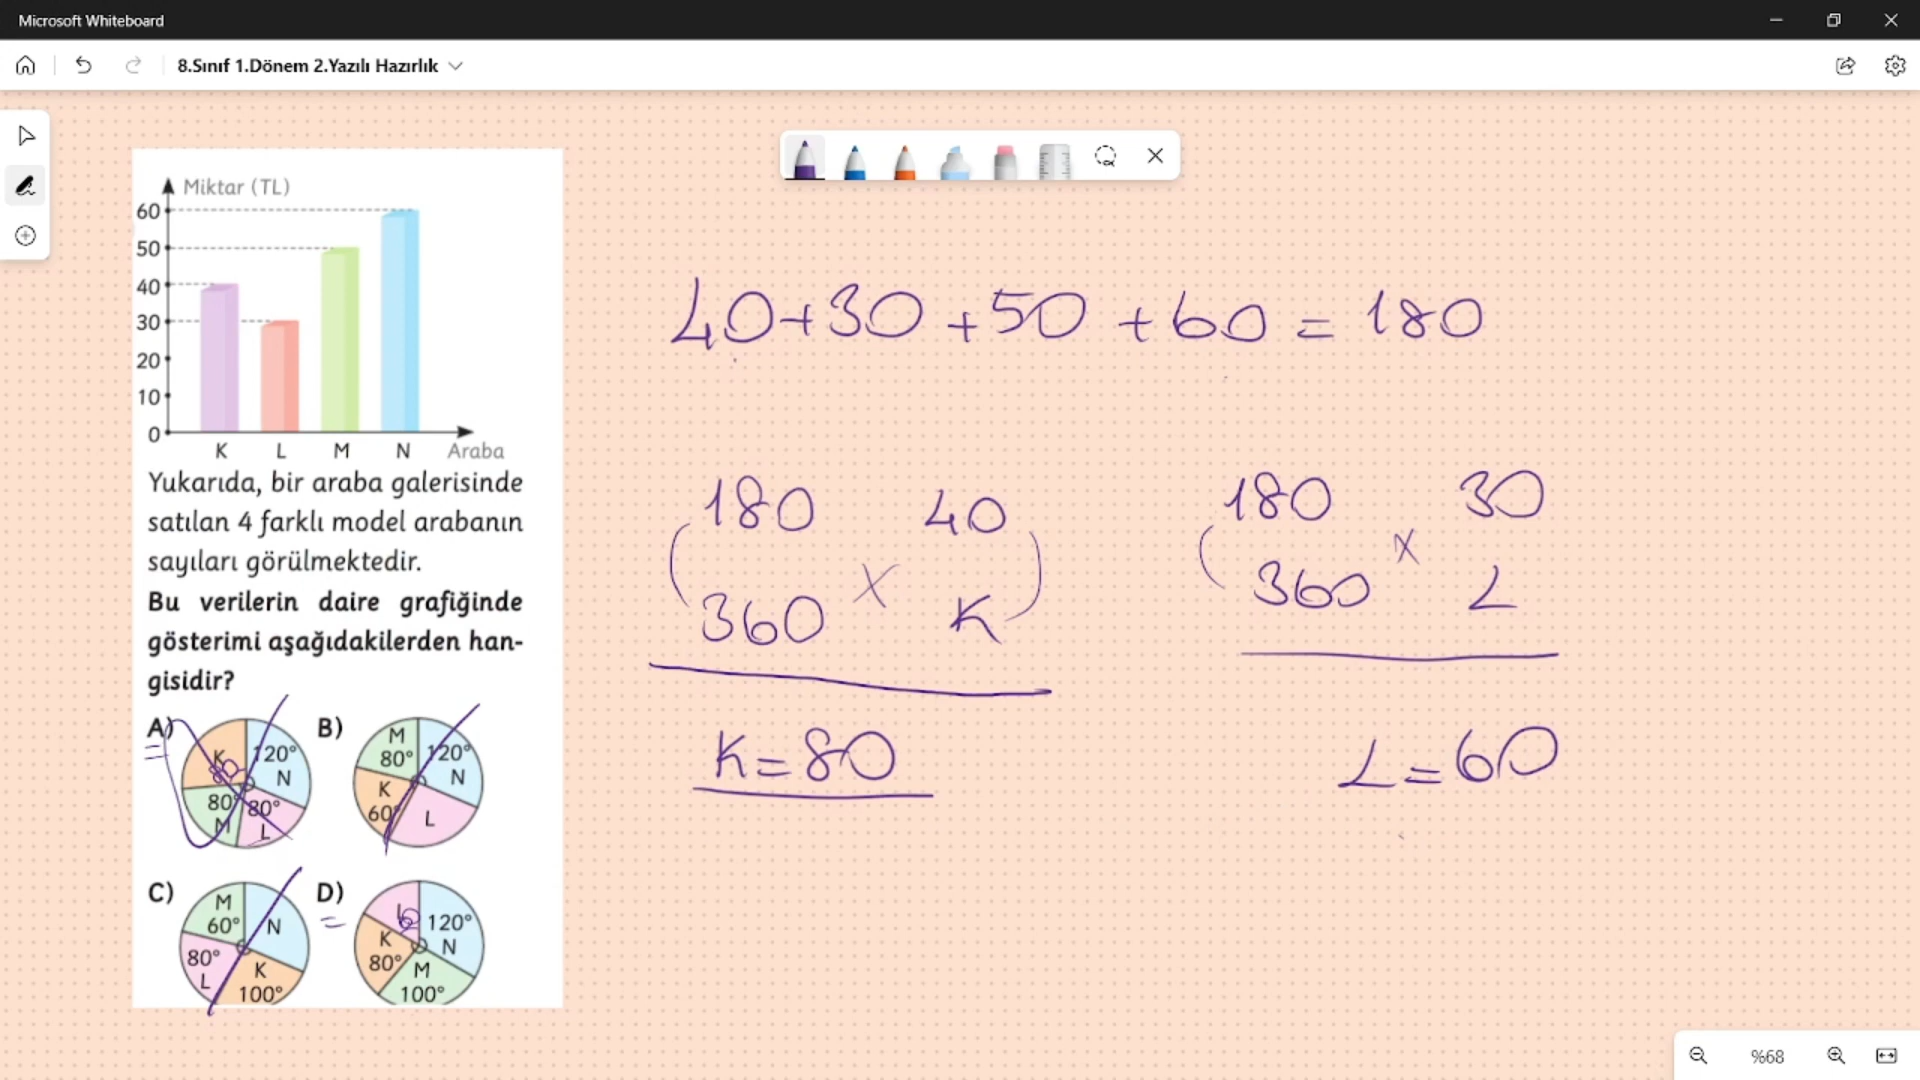 Microsoft Whiteboard
8.Sınıf 1.Dönem 2.Yazılı Hazırlık
Miktar (TL)
60
50
40
30
20
10
0
K L M N Araba
Yukarıda, bir araba galerisinde
satılan 4 farklı model arabanın
sayıları görülmektedir.
Bu verilerin daire grafiğinde
gösterimi aşağıdakilerden han-
gisidir?
A)
K
80
120°
N
80°
M
80°
L
B)
M
80°
120°
N
K
60°
L
C)
M
60°
N
80°
L
K
100°
D)
L
60
120°
N
K
80°
M
100°
40+30+50+60=180
180 40
360 X K
K=80
180 30
X
360 L
L=60
%68